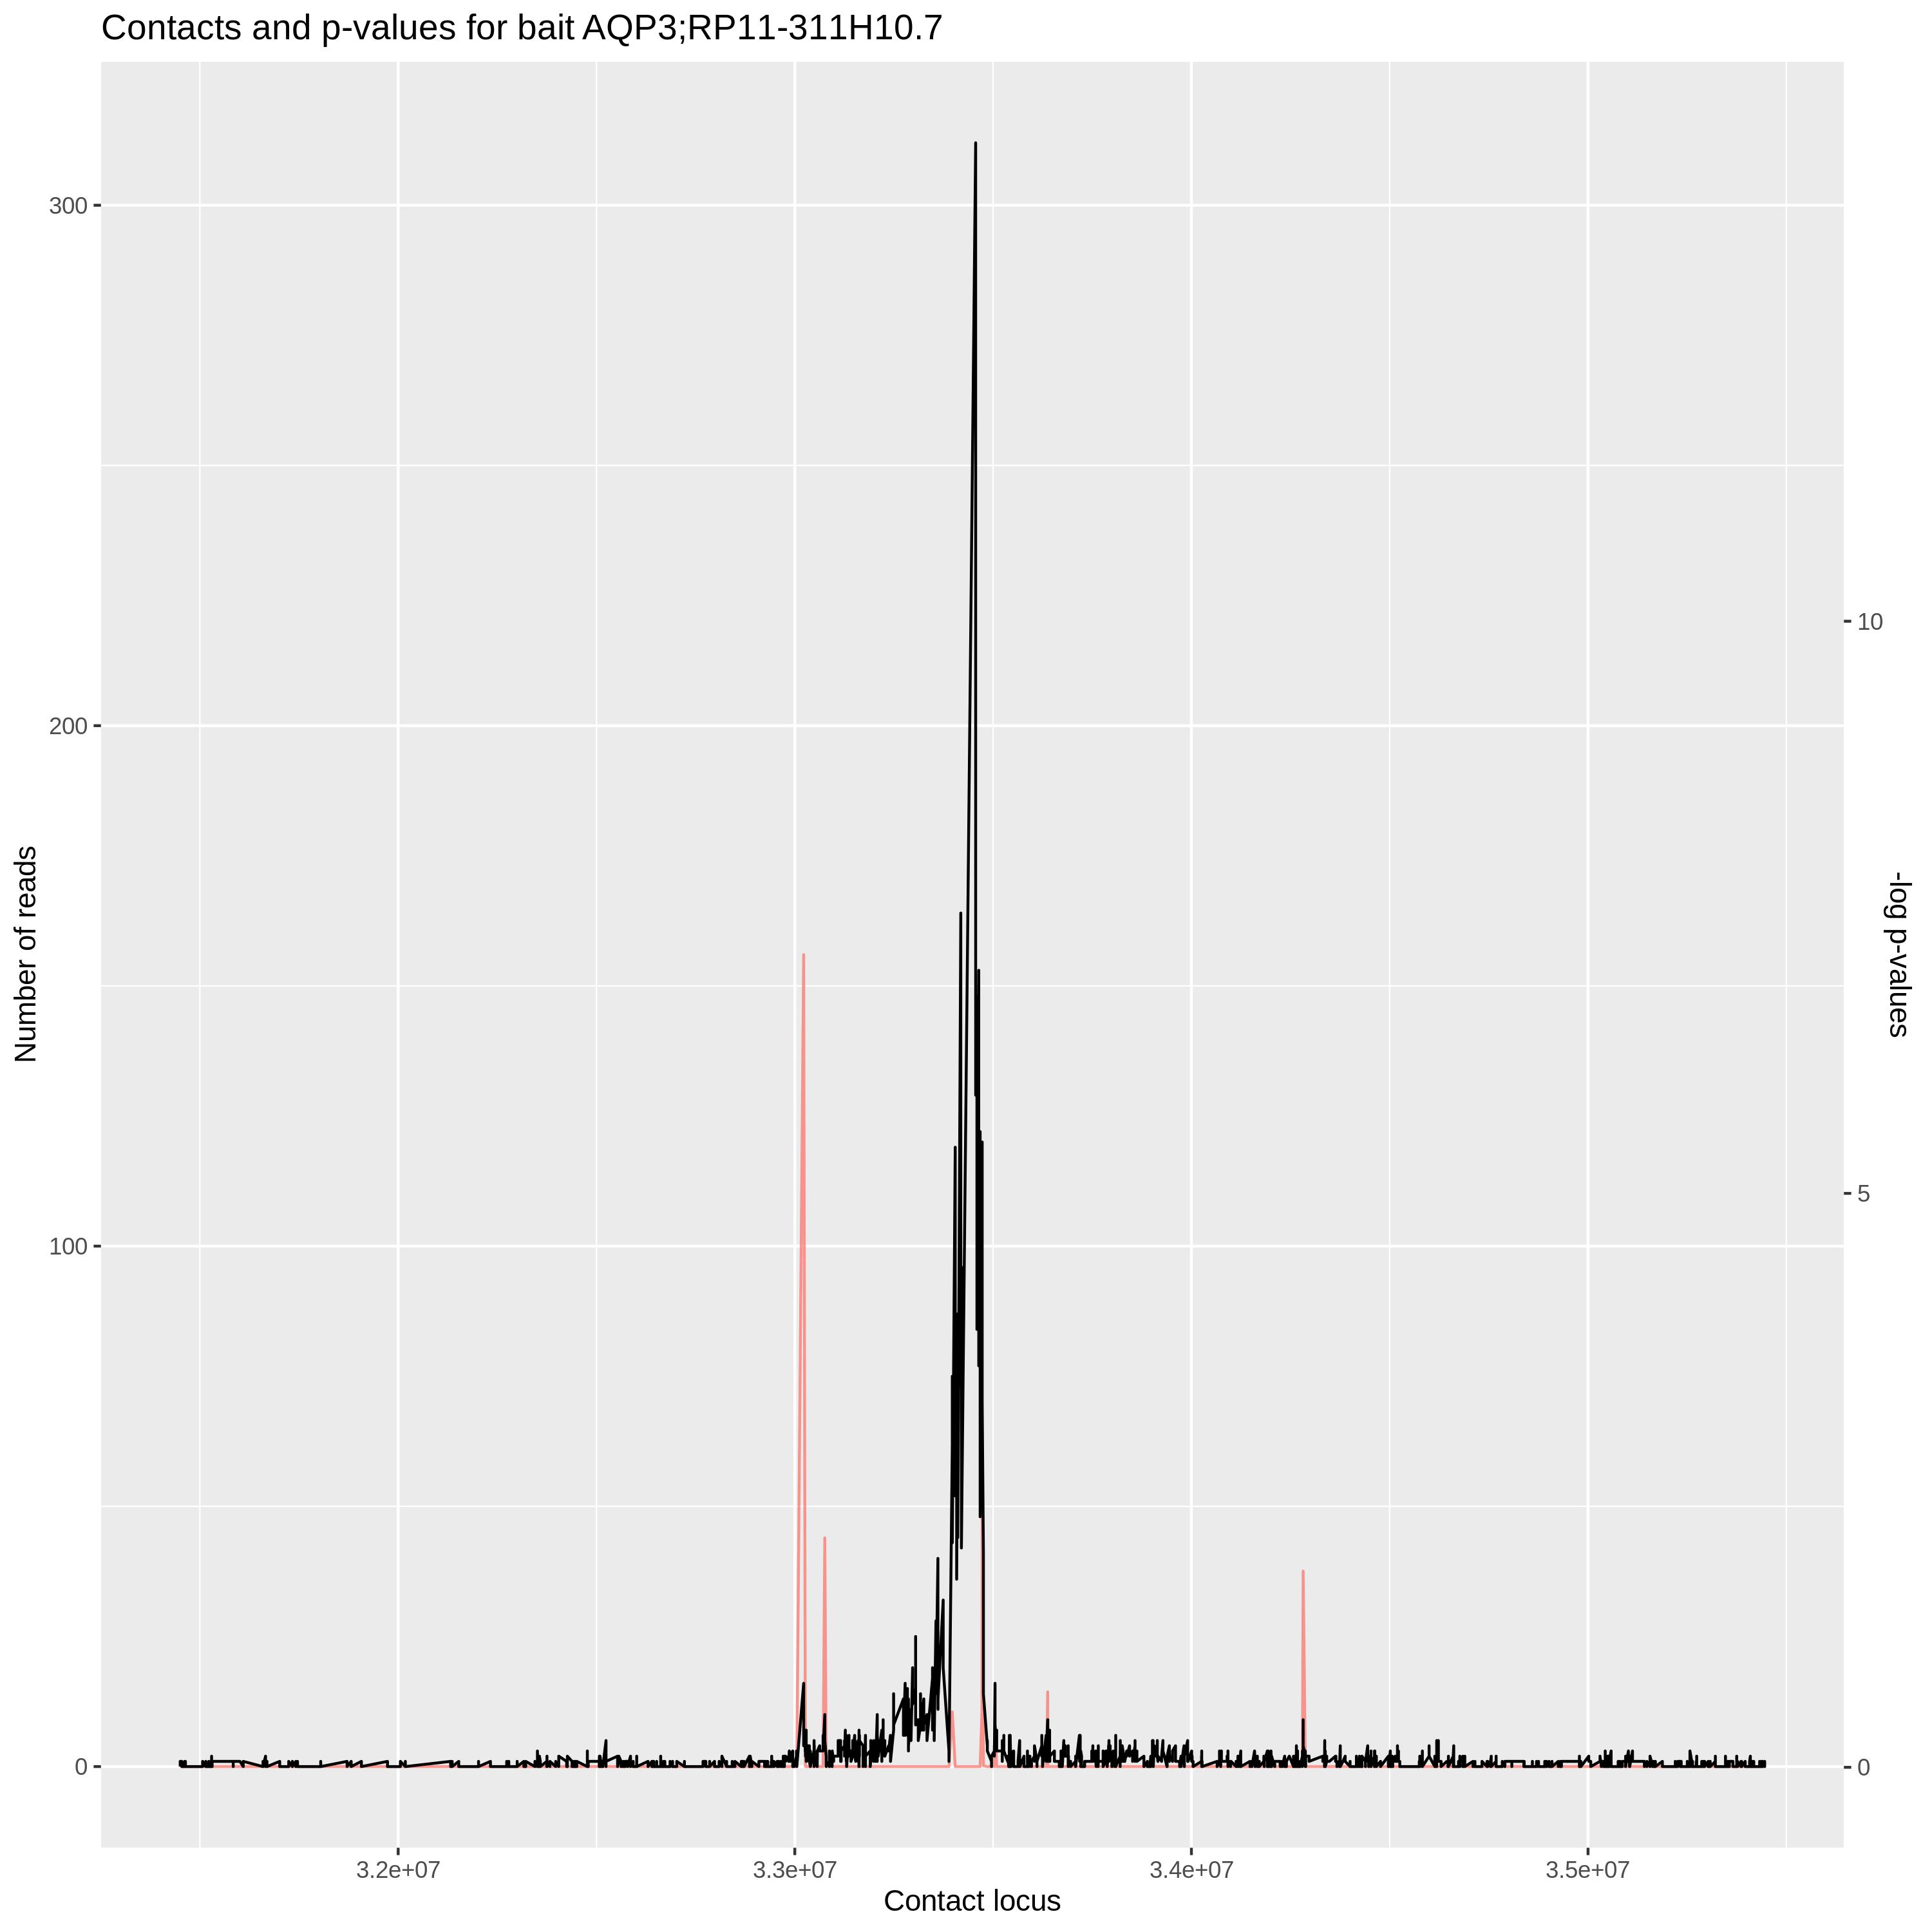 Contacts and p-values for bait AQP3;RP11-311H10.7
300
200
100
0
Number of reads
10
5
0
-log p-values
3.2e+07
3.3e+07
3.4e+07
3.5e+07
Contact locus